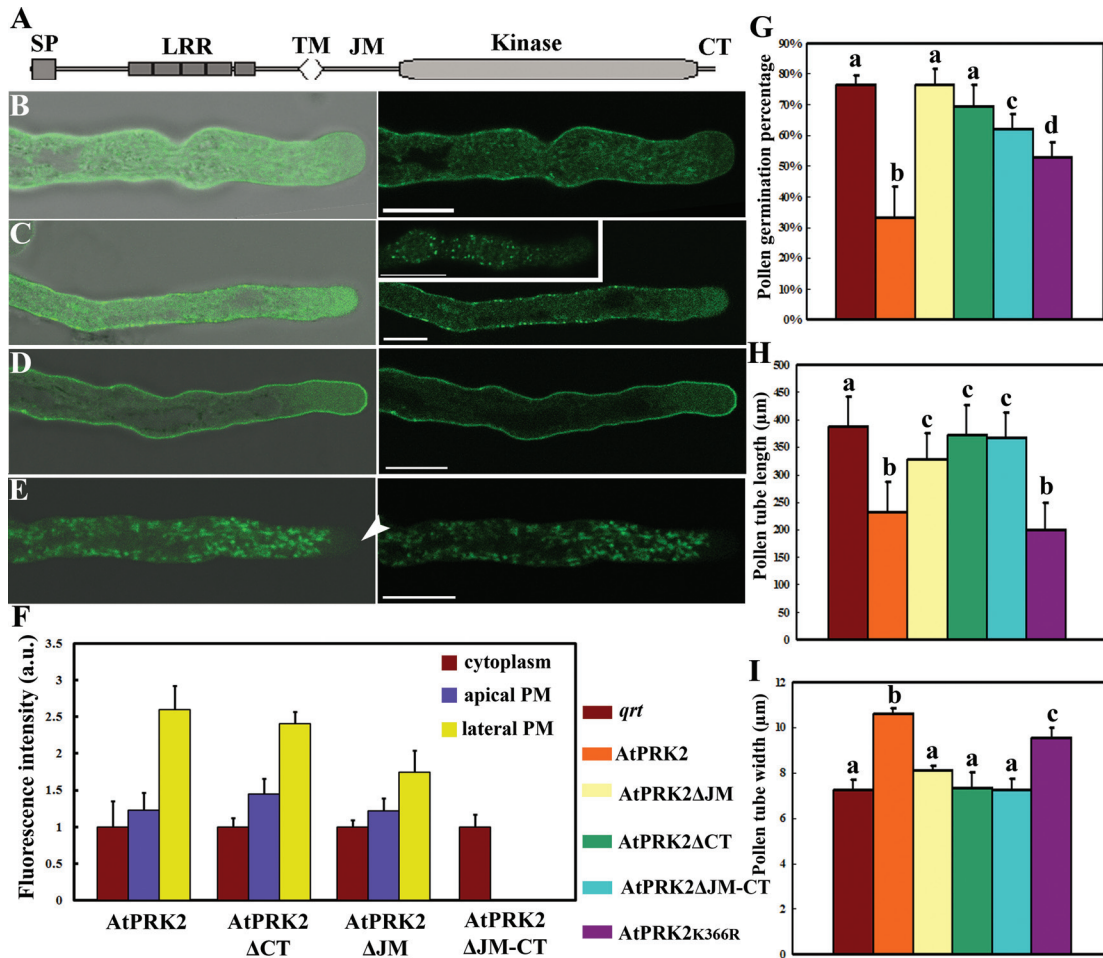 A
SP
LRR
TM
JM
Kinase
CT
B
C
D
E
F
Fluorescence intensity (a.u.)
3.5
3
2.5
2
1.5
1
0.5
0
cytoplasm
apical PM
lateral PM
AtPRK2
AtPRK2
ΔCT
AtPRK2
ΔJM
AtPRK2
ΔJM-CT
qrt
AtPRK2
AtPRK2ΔJM
AtPRK2ΔCT
AtPRK2ΔJM-CT
AtPRK2K366R
G
Pollen germination percentage
90%
80%
70%
60%
50%
40%
30%
20%
10%
0%
a
b
a
a
c
d
H
Pollen tube length (μm)
500
450
400
350
300
250
200
150
100
50
0
a
b
c
c
c
b
I
Pollen tube width (μm)
12
10
8
6
4
2
0
a
b
a
a
a
c